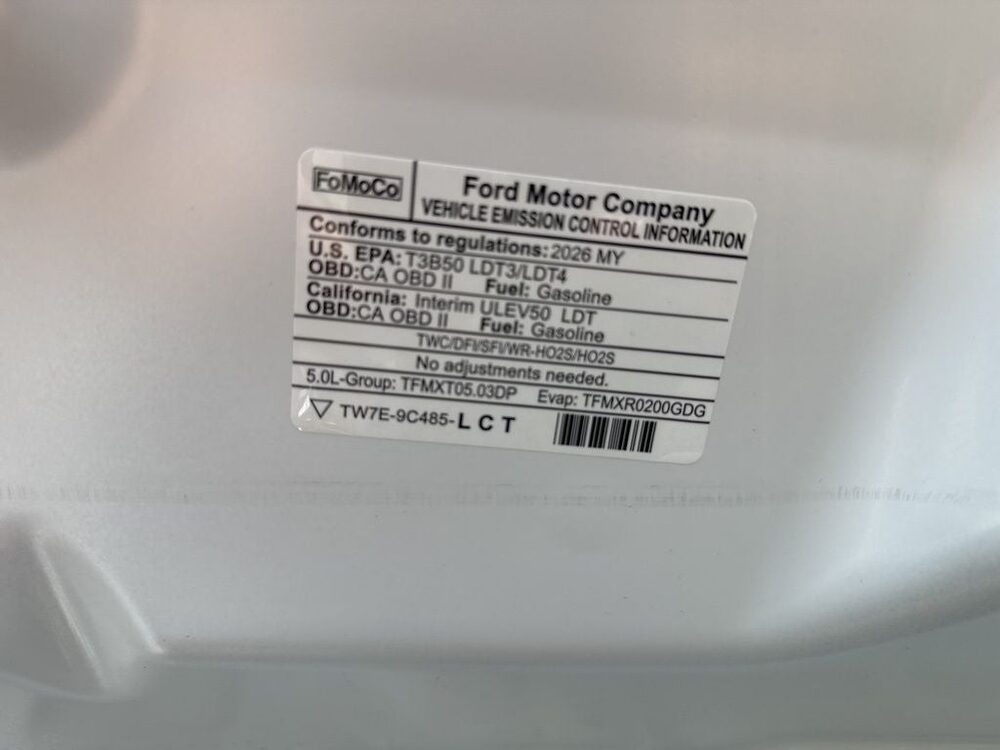 FoMoCo
Ford Motor Company
VEHICLE EMISSION CONTROL INFORMATION
Conforms to regulations: 2026 MY
U.S. EPA: T3B50 LDT3/LDT4
OBD:CA OBD II Fuel: Gasoline
California: Interim ULEV50 LDT
OBD:CA OBD II Fuel: Gasoline
TWC/DFI/SFI/WR-HO2S/HO2S
No adjustments needed.
5.0L-Group: TFMXT05.03DP Evap: TFMXR0200GDG
TW7E-9C485-L C T